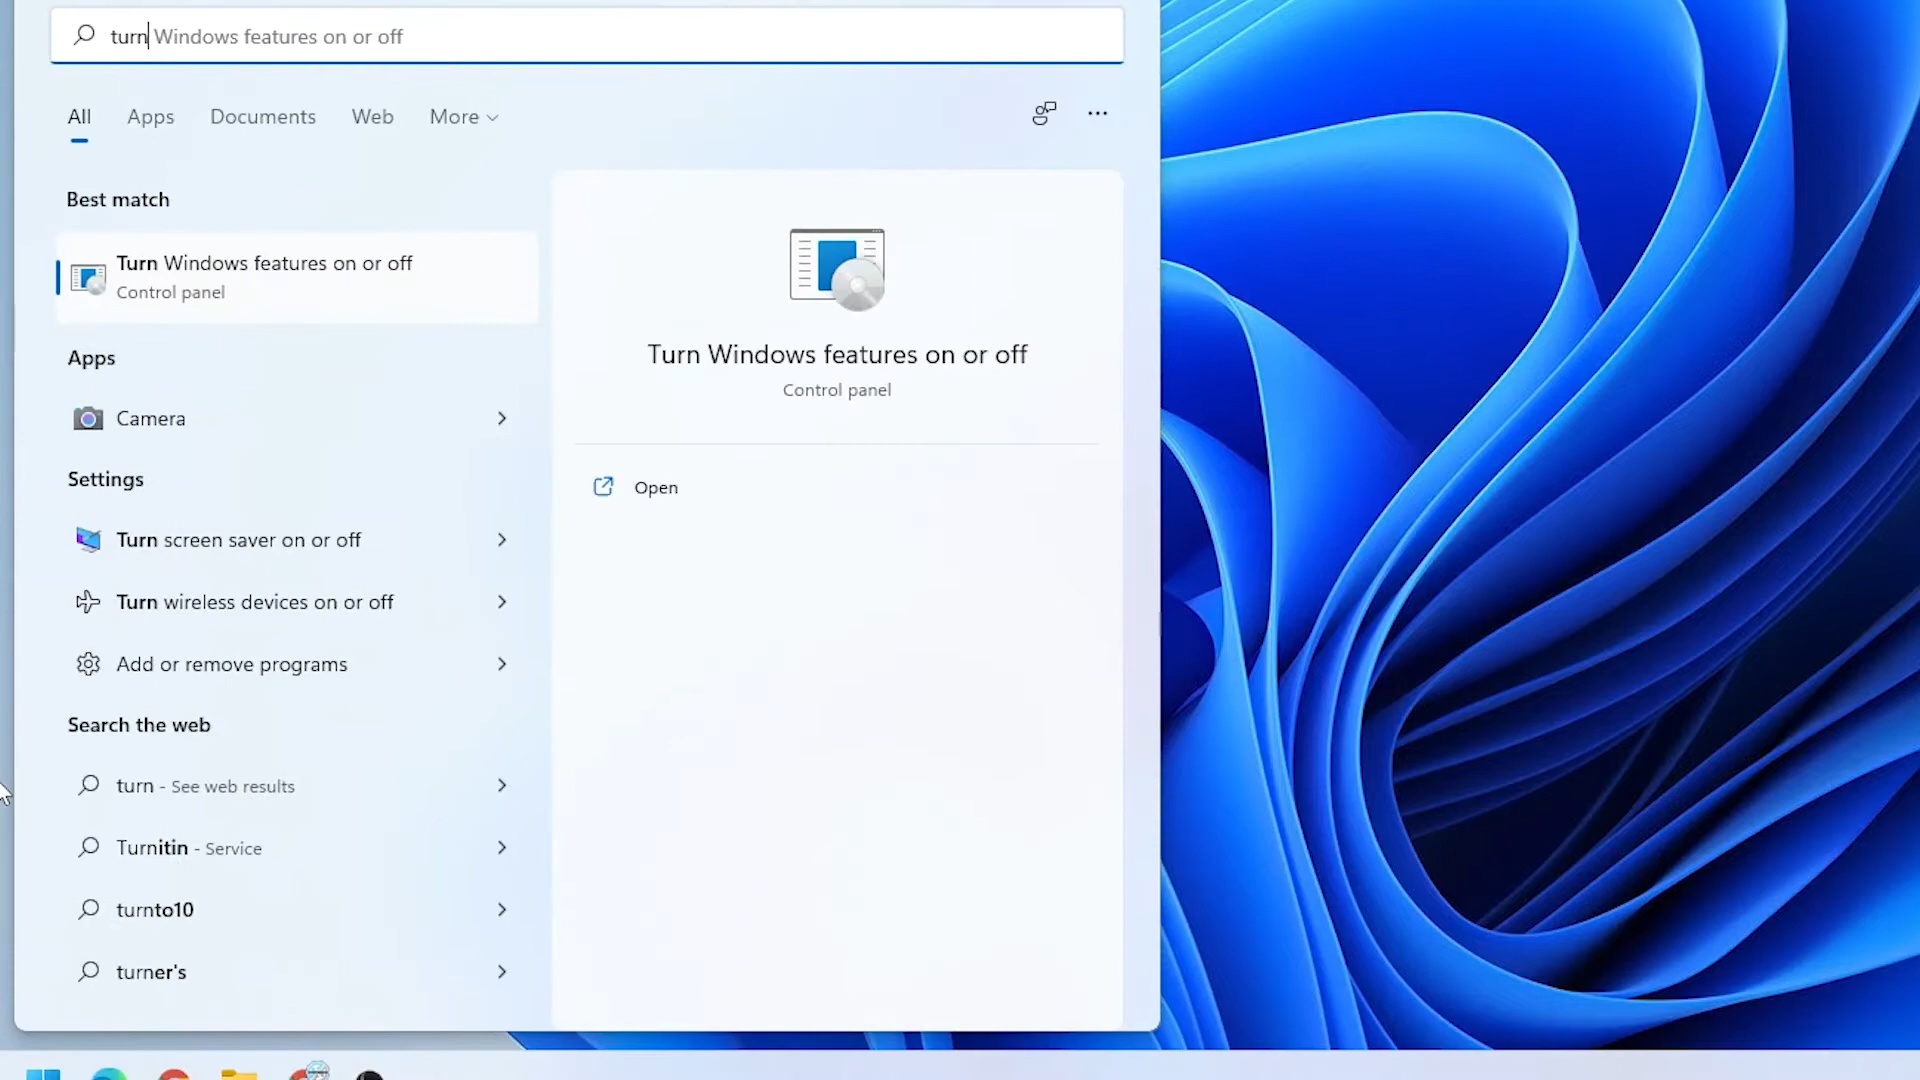 turn Windows features on or off
All Apps Documents Web More
Best match
Turn Windows features on or off
Control panel
Apps
Camera
Settings
Turn screen saver on or off
Turn wireless devices on or off
Add or remove programs
Search the web
turn - See web results
Turnitin - Service
turnto10
turner's
Turn Windows features on or off
Control panel
Open